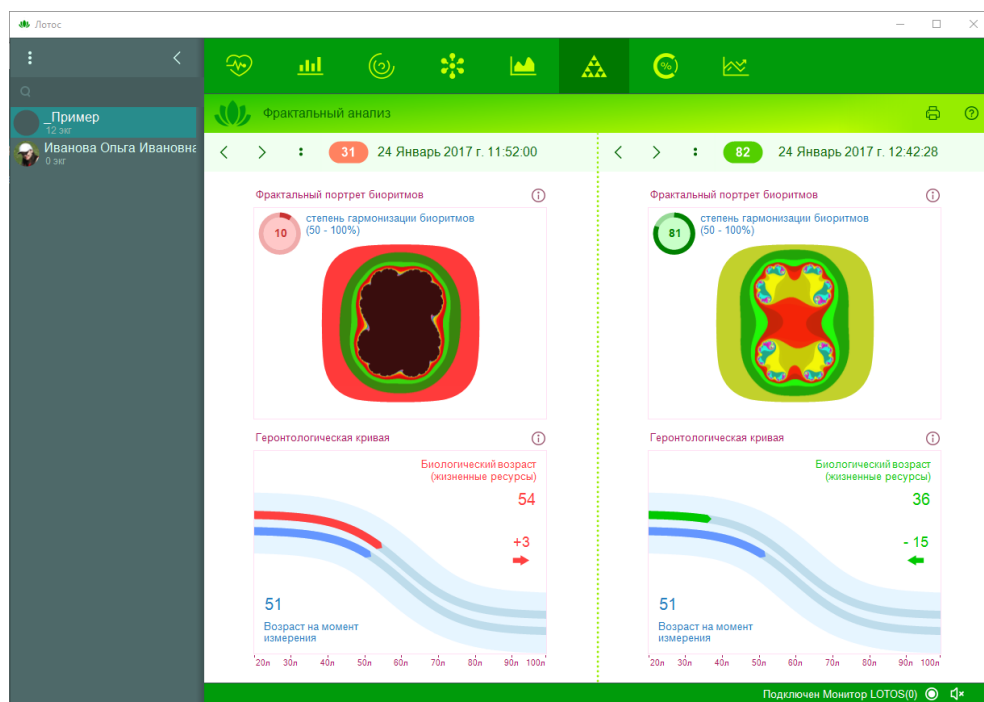 Лотос
_Пример
12 экг
Иванова Ольга Ивановна
0 экг
%
Фрактальный анализ
31 24 Январь 2017 г. 11:52:00
82 24 Январь 2017 г. 12:42:28
Фрактальный портрет биоритмов
10
степень гармонизации биоритмов
(50 - 100%)
Фрактальный портрет биоритмов
81
степень гармонизации биоритмов
(50 - 100%)
Геронтологическая кривая
Биологический возраст
(жизненные ресурсы)
54
+3
51
Возраст на момент
измерения
20л 30л 40л 50л 60л 70л 80л 90л 100л
Геронтологическая кривая
Биологический возраст
(жизненные ресурсы)
36
- 15
51
Возраст на момент
измерения
20л 30л 40л 50л 60л 70л 80л 90л 100л
Подключен Монитор LOTOS(0)